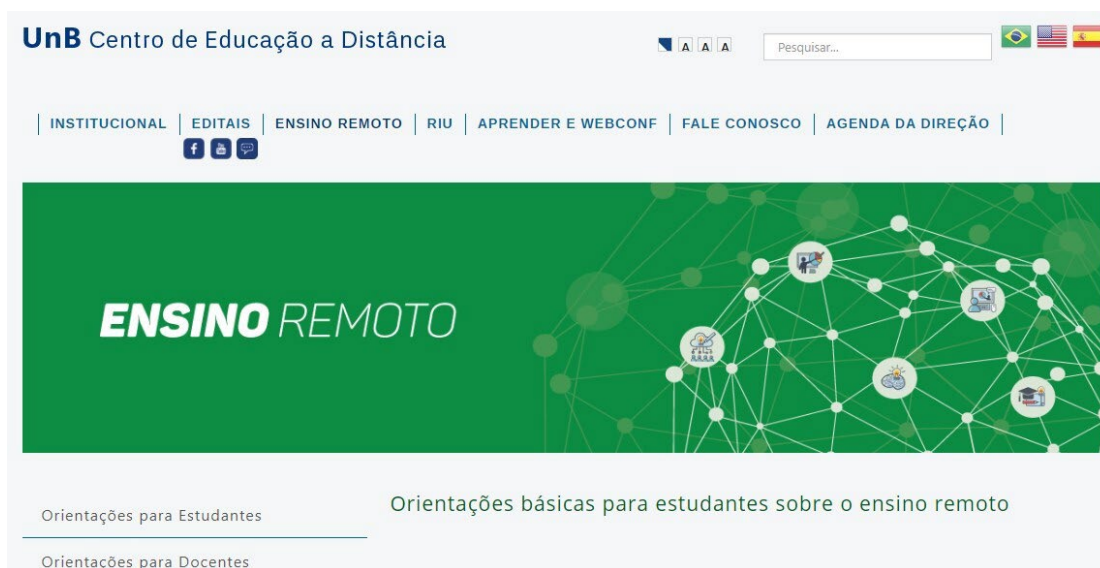 UnB Centro de Educação a Distância
A A A
Pesquisar...
INSTITUCIONAL | EDITAIS | ENSINO REMOTO | RIU | APRENDER E WEBCONF | FALE CONOSCO | AGENDA DA DIREÇÃO
ENSINO REMOTO
Orientações para Estudantes
Orientações básicas para estudantes sobre o ensino remoto
Orientações para Docentes